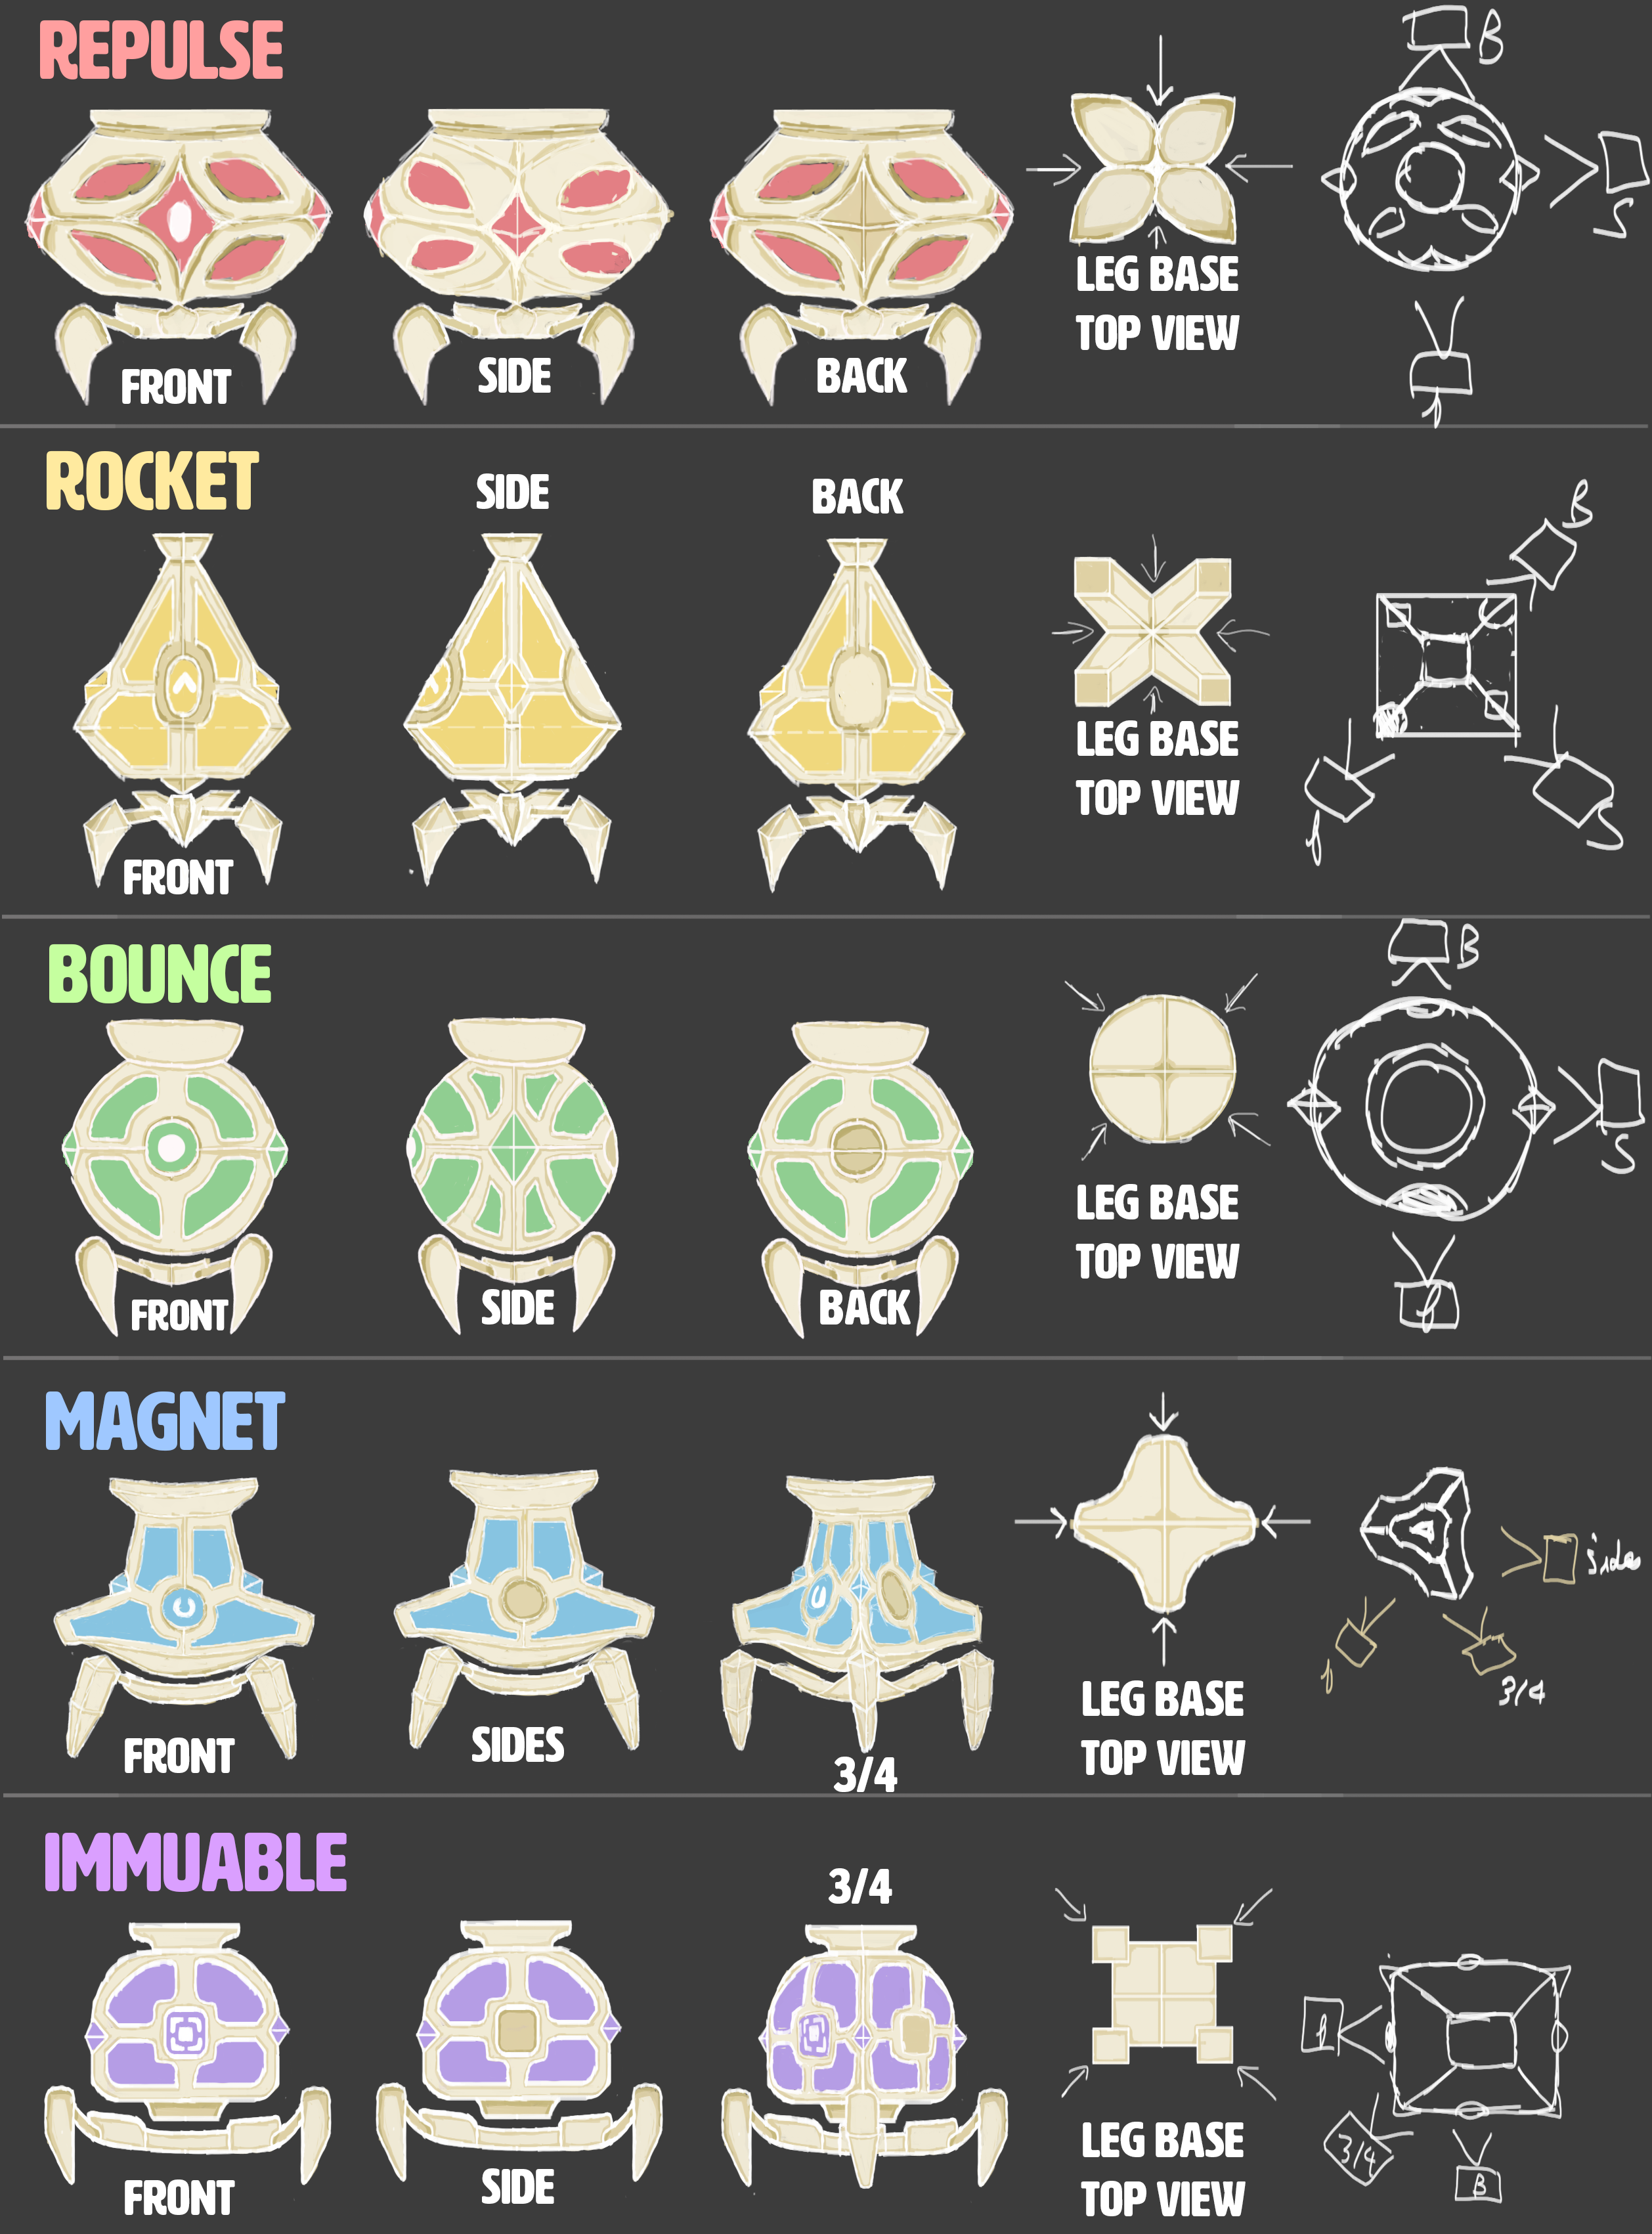 REPULSE
B
S
LEG BASE
TOP VIEW
FRONT
SIDE
BACK
ROCKET
SIDE
BACK
B
LEG BASE
TOP VIEW
S
FRONT
BOUNCE
B
S
LEG BASE
TOP VIEW
FRONT
SIDE
BACK
MAGNET
Side
3/4
LEG BASE
TOP VIEW
FRONT
SIDES
3/4
IMMUABLE
3/4
3/4
B
LEG BASE
TOP VIEW
FRONT
SIDE